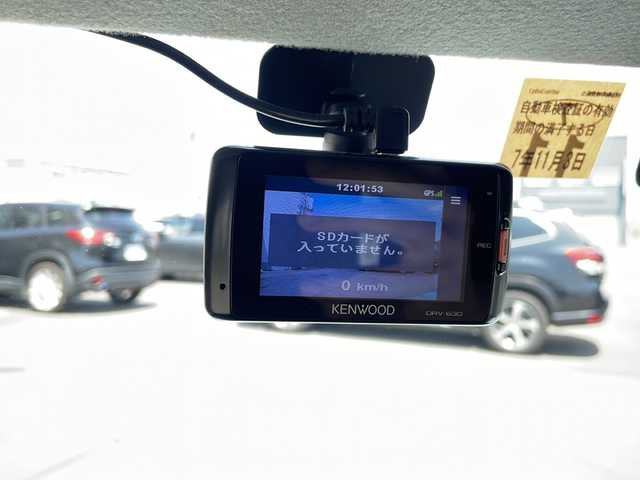 自動車検査証の有効
期間の満了する日
7年11月8日
12:01:53
GPS
SDカードが
入っていません。
REC
0 km/h
KENWOOD
DRV-630